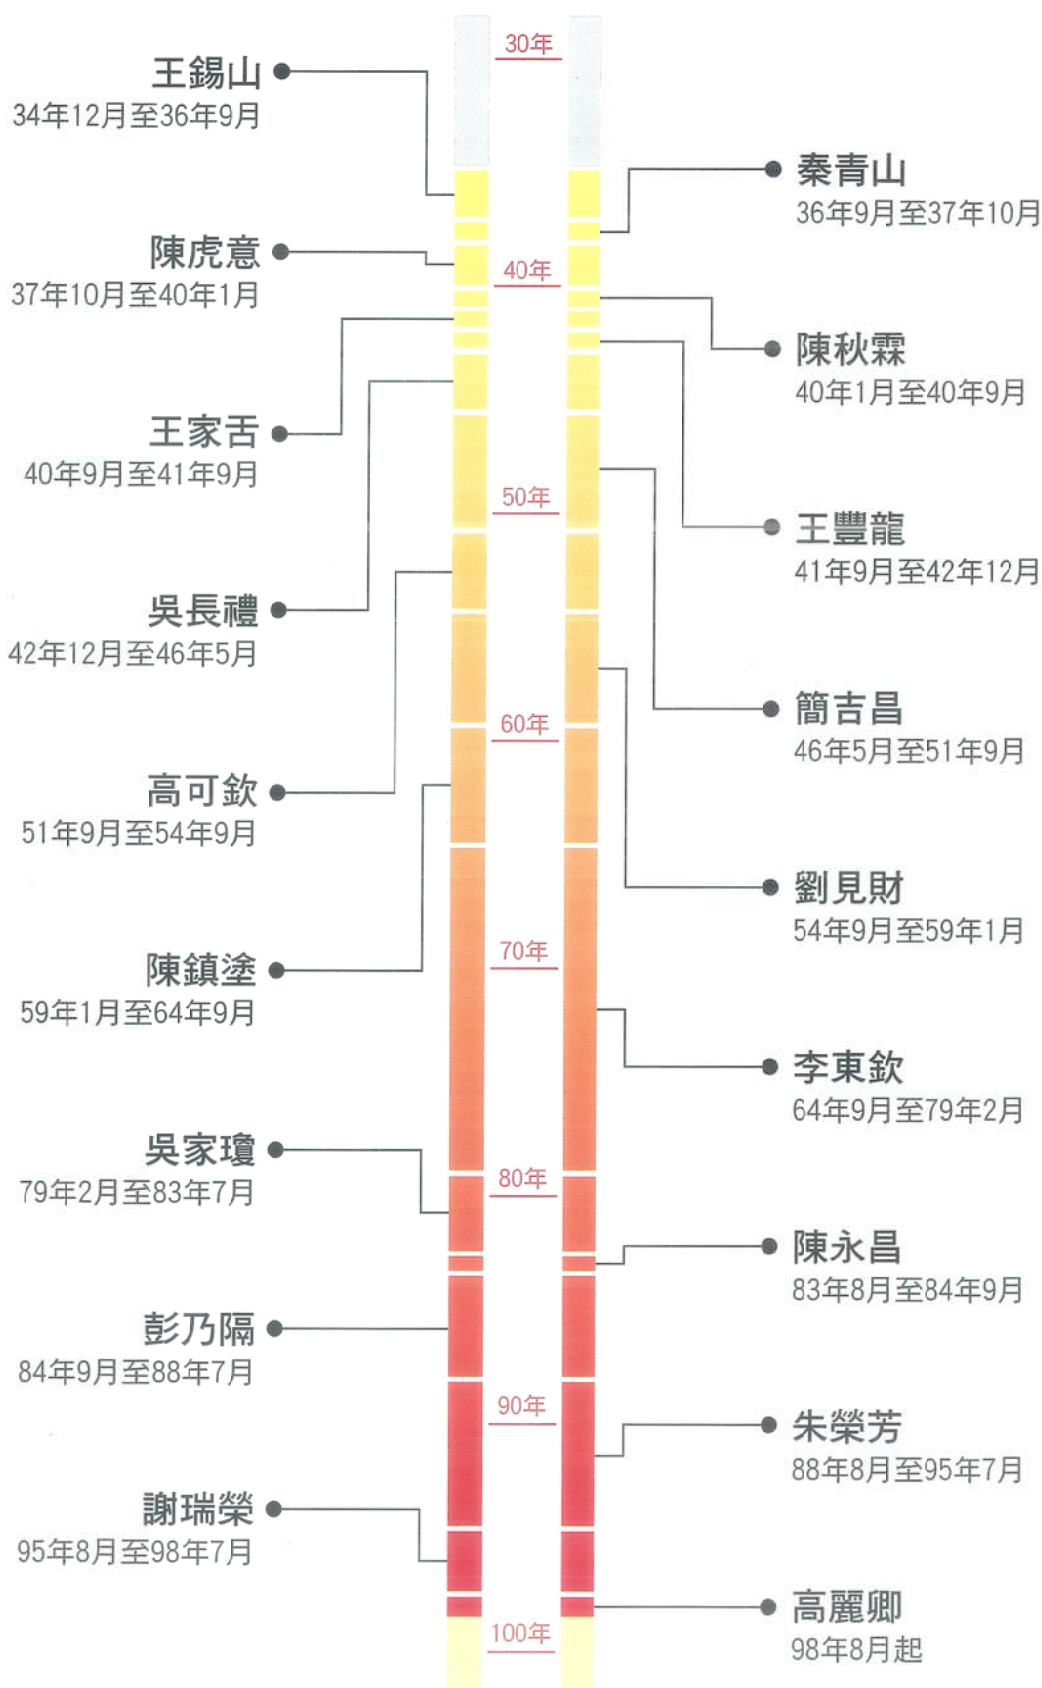 30年
王錫山
34年12月至36年9月
秦青山
36年9月至37年10月
陳虎意
37年10月至40年1月
40年
陳秋霖
40年1月至40年9月
王家舌
40年9月至41年9月
50年
王豐龍
41年9月至42年12月
吳長禮
42年12月至46年5月
簡吉昌
46年5月至51年9月
60年
高可欽
51年9月至54年9月
劉見財
54年9月至59年1月
70年
陳鎮塗
59年1月至64年9月
李東欽
64年9月至79年2月
吳家瓊
79年2月至83年7月
80年
陳永昌
83年8月至84年9月
彭乃隔
84年9月至88年7月
90年
朱榮芳
88年8月至95年7月
謝瑞榮
95年8月至98年7月
高麗卿
98年8月起
100年